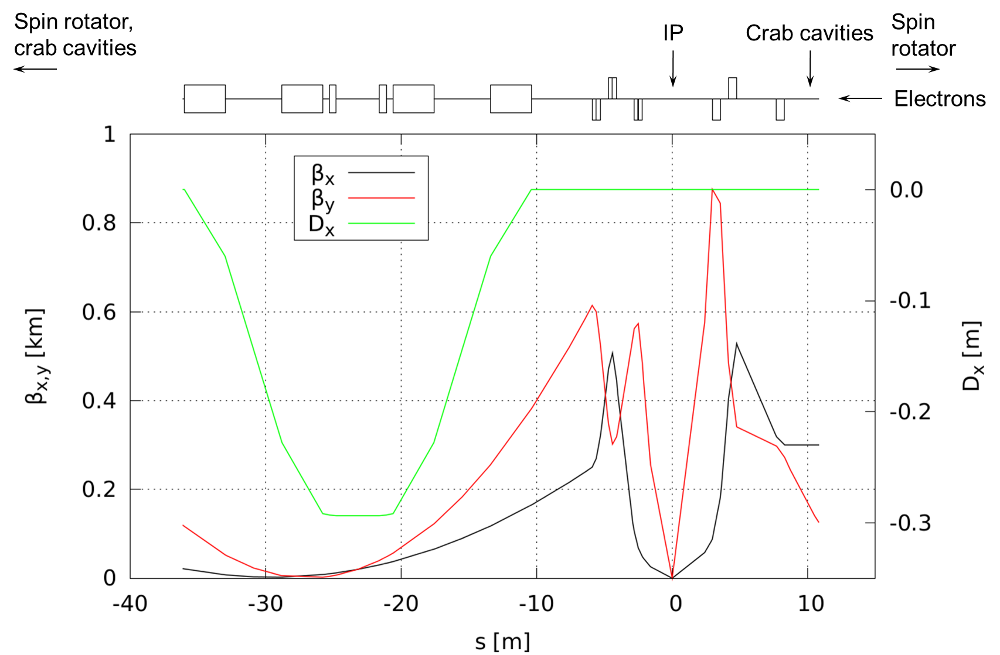 Spin rotator,
crab cavities
IP
Crab cavities
Spin
rotator
Electrons
1
0.8
0.6
0.4
0.2
0
βx,y [km]
βx
βy
Dx
0.0
-0.1
-0.2
-0.3
Dx [m]
-40
-30
-20
-10
0
10
s [m]